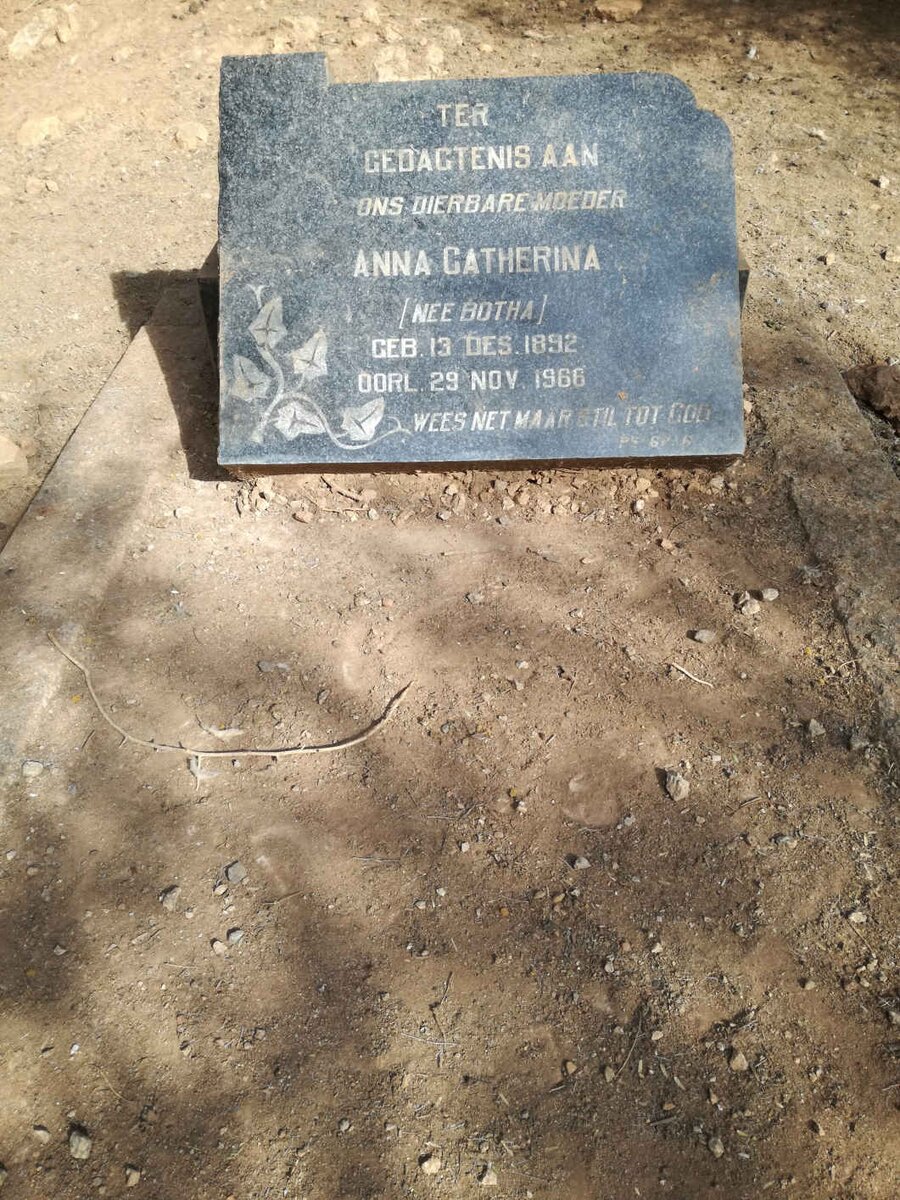 TER
GEDAGTENIS AAN
ONS DIERBARE MOEDER
ANNA CATHERINA
[NEE BOTHA]
GEB. 13 DES. 1892
OORL. 29 NOV. 1966
WEES NET MAAR STIL TOT GOD
PS.